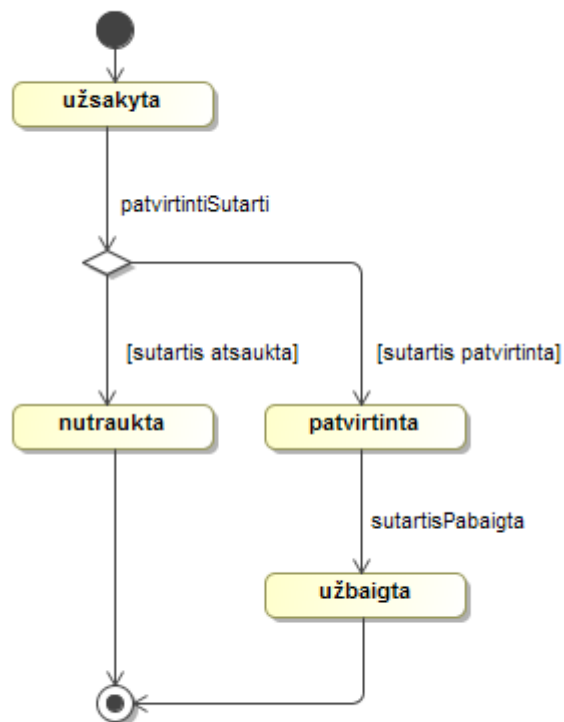 užsakyta
patvirtintiSutarti
[sutartis atsaukta]
[sutartis patvirtinta]
nutraukta
patvirtinta
sutartisPabaigta
užbaigta